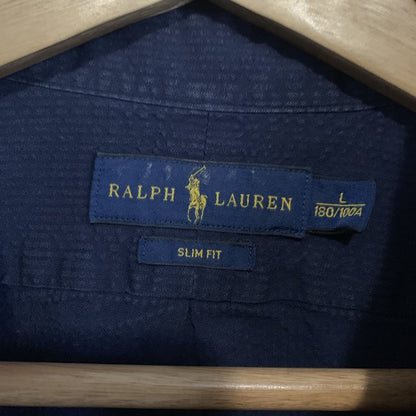 RALPH LAUREN
L
180/100A
SLIM FIT